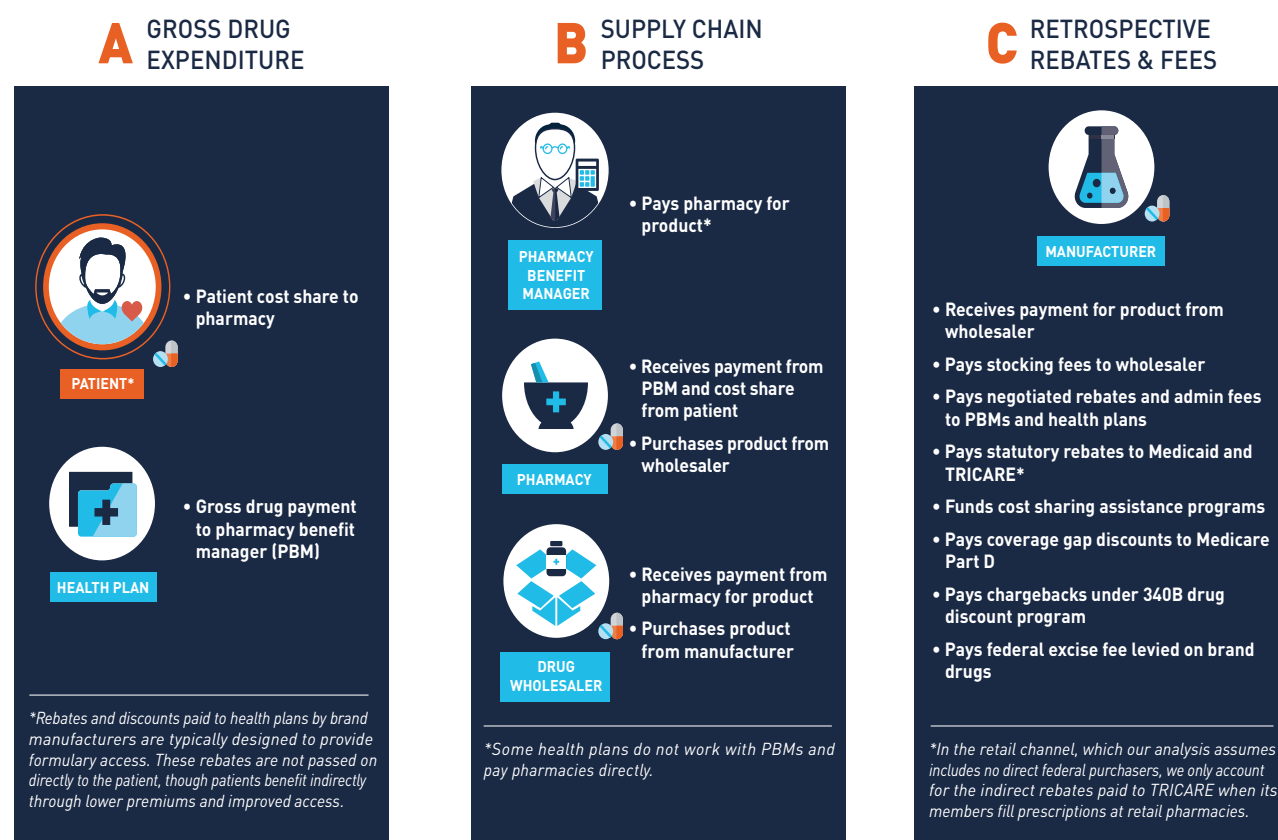 A GROSS DRUG
EXPENDITURE
• Patient cost share to
pharmacy
PATIENT*
• Gross drug payment
to pharmacy benefit
manager (PBM)
HEALTH PLAN
*Rebates and discounts paid to health plans by brand
manufacturers are typically designed to provide
formulary access. These rebates are not passed on
directly to the patient, though patients benefit indirectly
through lower premiums and improved access.
B SUPPLY CHAIN
PROCESS
• Pays pharmacy for
product*
PHARMACY
BENEFIT
MANAGER
• Receives payment from
PBM and cost share
from patient
• Purchases product from
wholesaler
PHARMACY
• Receives payment from
pharmacy for product
• Purchases product
from manufacturer
DRUG
WHOLESALER
*Some health plans do not work with PBMs and
pay pharmacies directly.
C RETROSPECTIVE
REBATES & FEES
MANUFACTURER
• Receives payment for product from
wholesaler
• Pays stocking fees to wholesaler
• Pays negotiated rebates and admin fees
to PBMs and health plans
• Pays statutory rebates to Medicaid and
TRICARE*
• Funds cost sharing assistance programs
• Pays coverage gap discounts to Medicare
Part D
• Pays chargebacks under 340B drug
discount program
• Pays federal excise fee levied on brand
drugs
*In the retail channel, which our analysis assumes
includes no direct federal purchasers, we only account
for the indirect rebates paid to TRICARE when its
members fill prescriptions at retail pharmacies.